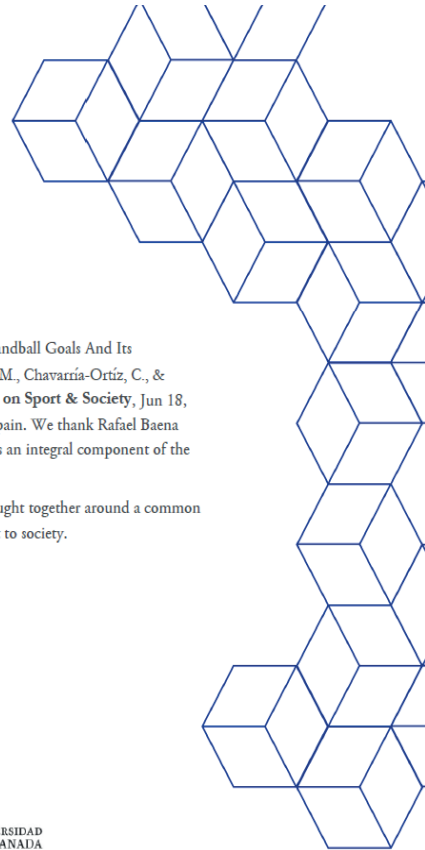 ndball Goals And Its
M., Chavarría-Ortíz, C., &
on Sport & Society, Jun 18,
pain. We thank Rafael Baena
s an integral component of the
ught together around a common
to society.
RSIDAD
ANADA